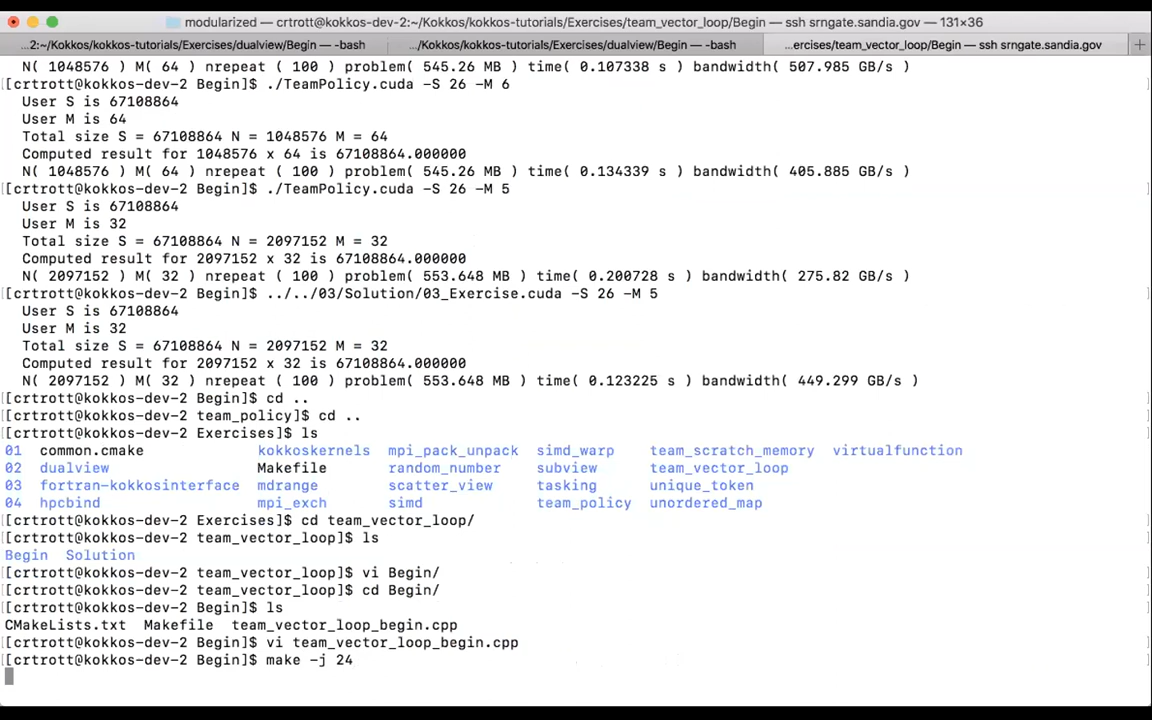 modularized — crtrott@kokkos-dev-2:~/Kokkos/kokkos-tutorials/Exercises/team_vector_loop/Begin — ssh srngate.sandia.gov — 131×36
...2:~/Kokkos/kokkos-tutorials/Exercises/dualview/Begin — -bash .../Kokkos/kokkos-tutorials/Exercises/dualview/Begin — -bash ...ercises/team_vector_loop/Begin — ssh srngate.sandia.gov +
N( 1048576 ) M( 64 ) nrepeat ( 100 ) problem( 545.26 MB ) time( 0.107338 s ) bandwidth( 507.985 GB/s )
[crtrott@kokkos-dev-2 Begin]$ ./TeamPolicy.cuda -S 26 -M 6
User S is 67108864
User M is 64
Total size S = 67108864 N = 1048576 M = 64
Computed result for 1048576 x 64 is 67108864.000000
N( 1048576 ) M( 64 ) nrepeat ( 100 ) problem( 545.26 MB ) time( 0.134339 s ) bandwidth( 405.885 GB/s )
[crtrott@kokkos-dev-2 Begin]$ ./TeamPolicy.cuda -S 26 -M 5
User S is 67108864
User M is 32
Total size S = 67108864 N = 2097152 M = 32
Computed result for 2097152 x 32 is 67108864.000000
N( 2097152 ) M( 32 ) nrepeat ( 100 ) problem( 553.648 MB ) time( 0.200728 s ) bandwidth( 275.82 GB/s )
[crtrott@kokkos-dev-2 Begin]$ ../../03/Solution/03_Exercise.cuda -S 26 -M 5
User S is 67108864
User M is 32
Total size S = 67108864 N = 2097152 M = 32
Computed result for 2097152 x 32 is 67108864.000000
N( 2097152 ) M( 32 ) nrepeat ( 100 ) problem( 553.648 MB ) time( 0.123225 s ) bandwidth( 449.299 GB/s )
[crtrott@kokkos-dev-2 Begin]$ cd ..
[crtrott@kokkos-dev-2 team_policy]$ cd ..
[crtrott@kokkos-dev-2 Exercises]$ ls
01 common.cmake kokkoskernels mpi_pack_unpack simd_warp team_scratch_memory virtualfunction
02 dualview Makefile random_number subview team_vector_loop
03 fortran-kokkosinterface mdrange scatter_view tasking unique_token
04 hpcbind mpi_exch simd team_policy unordered_map
[crtrott@kokkos-dev-2 Exercises]$ cd team_vector_loop/
[crtrott@kokkos-dev-2 team_vector_loop]$ ls
Begin Solution
[crtrott@kokkos-dev-2 team_vector_loop]$ vi Begin/
[crtrott@kokkos-dev-2 team_vector_loop]$ cd Begin/
[crtrott@kokkos-dev-2 Begin]$ ls
CMakeLists.txt Makefile team_vector_loop_begin.cpp
[crtrott@kokkos-dev-2 Begin]$ vi team_vector_loop_begin.cpp
[crtrott@kokkos-dev-2 Begin]$ make -j 24